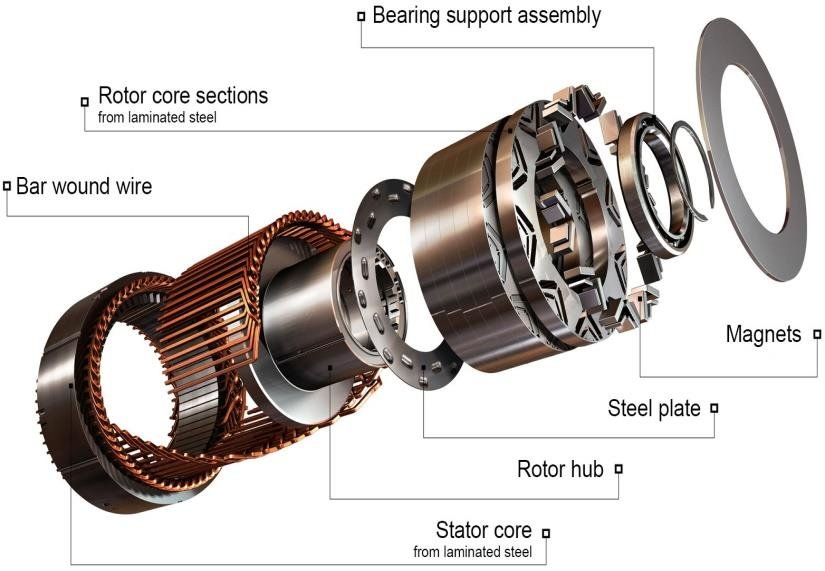 Bearing support assembly
Rotor core sections
from laminated steel
Bar wound wire
Magnets
Steel plate
Rotor hub
Stator core
from laminated steel